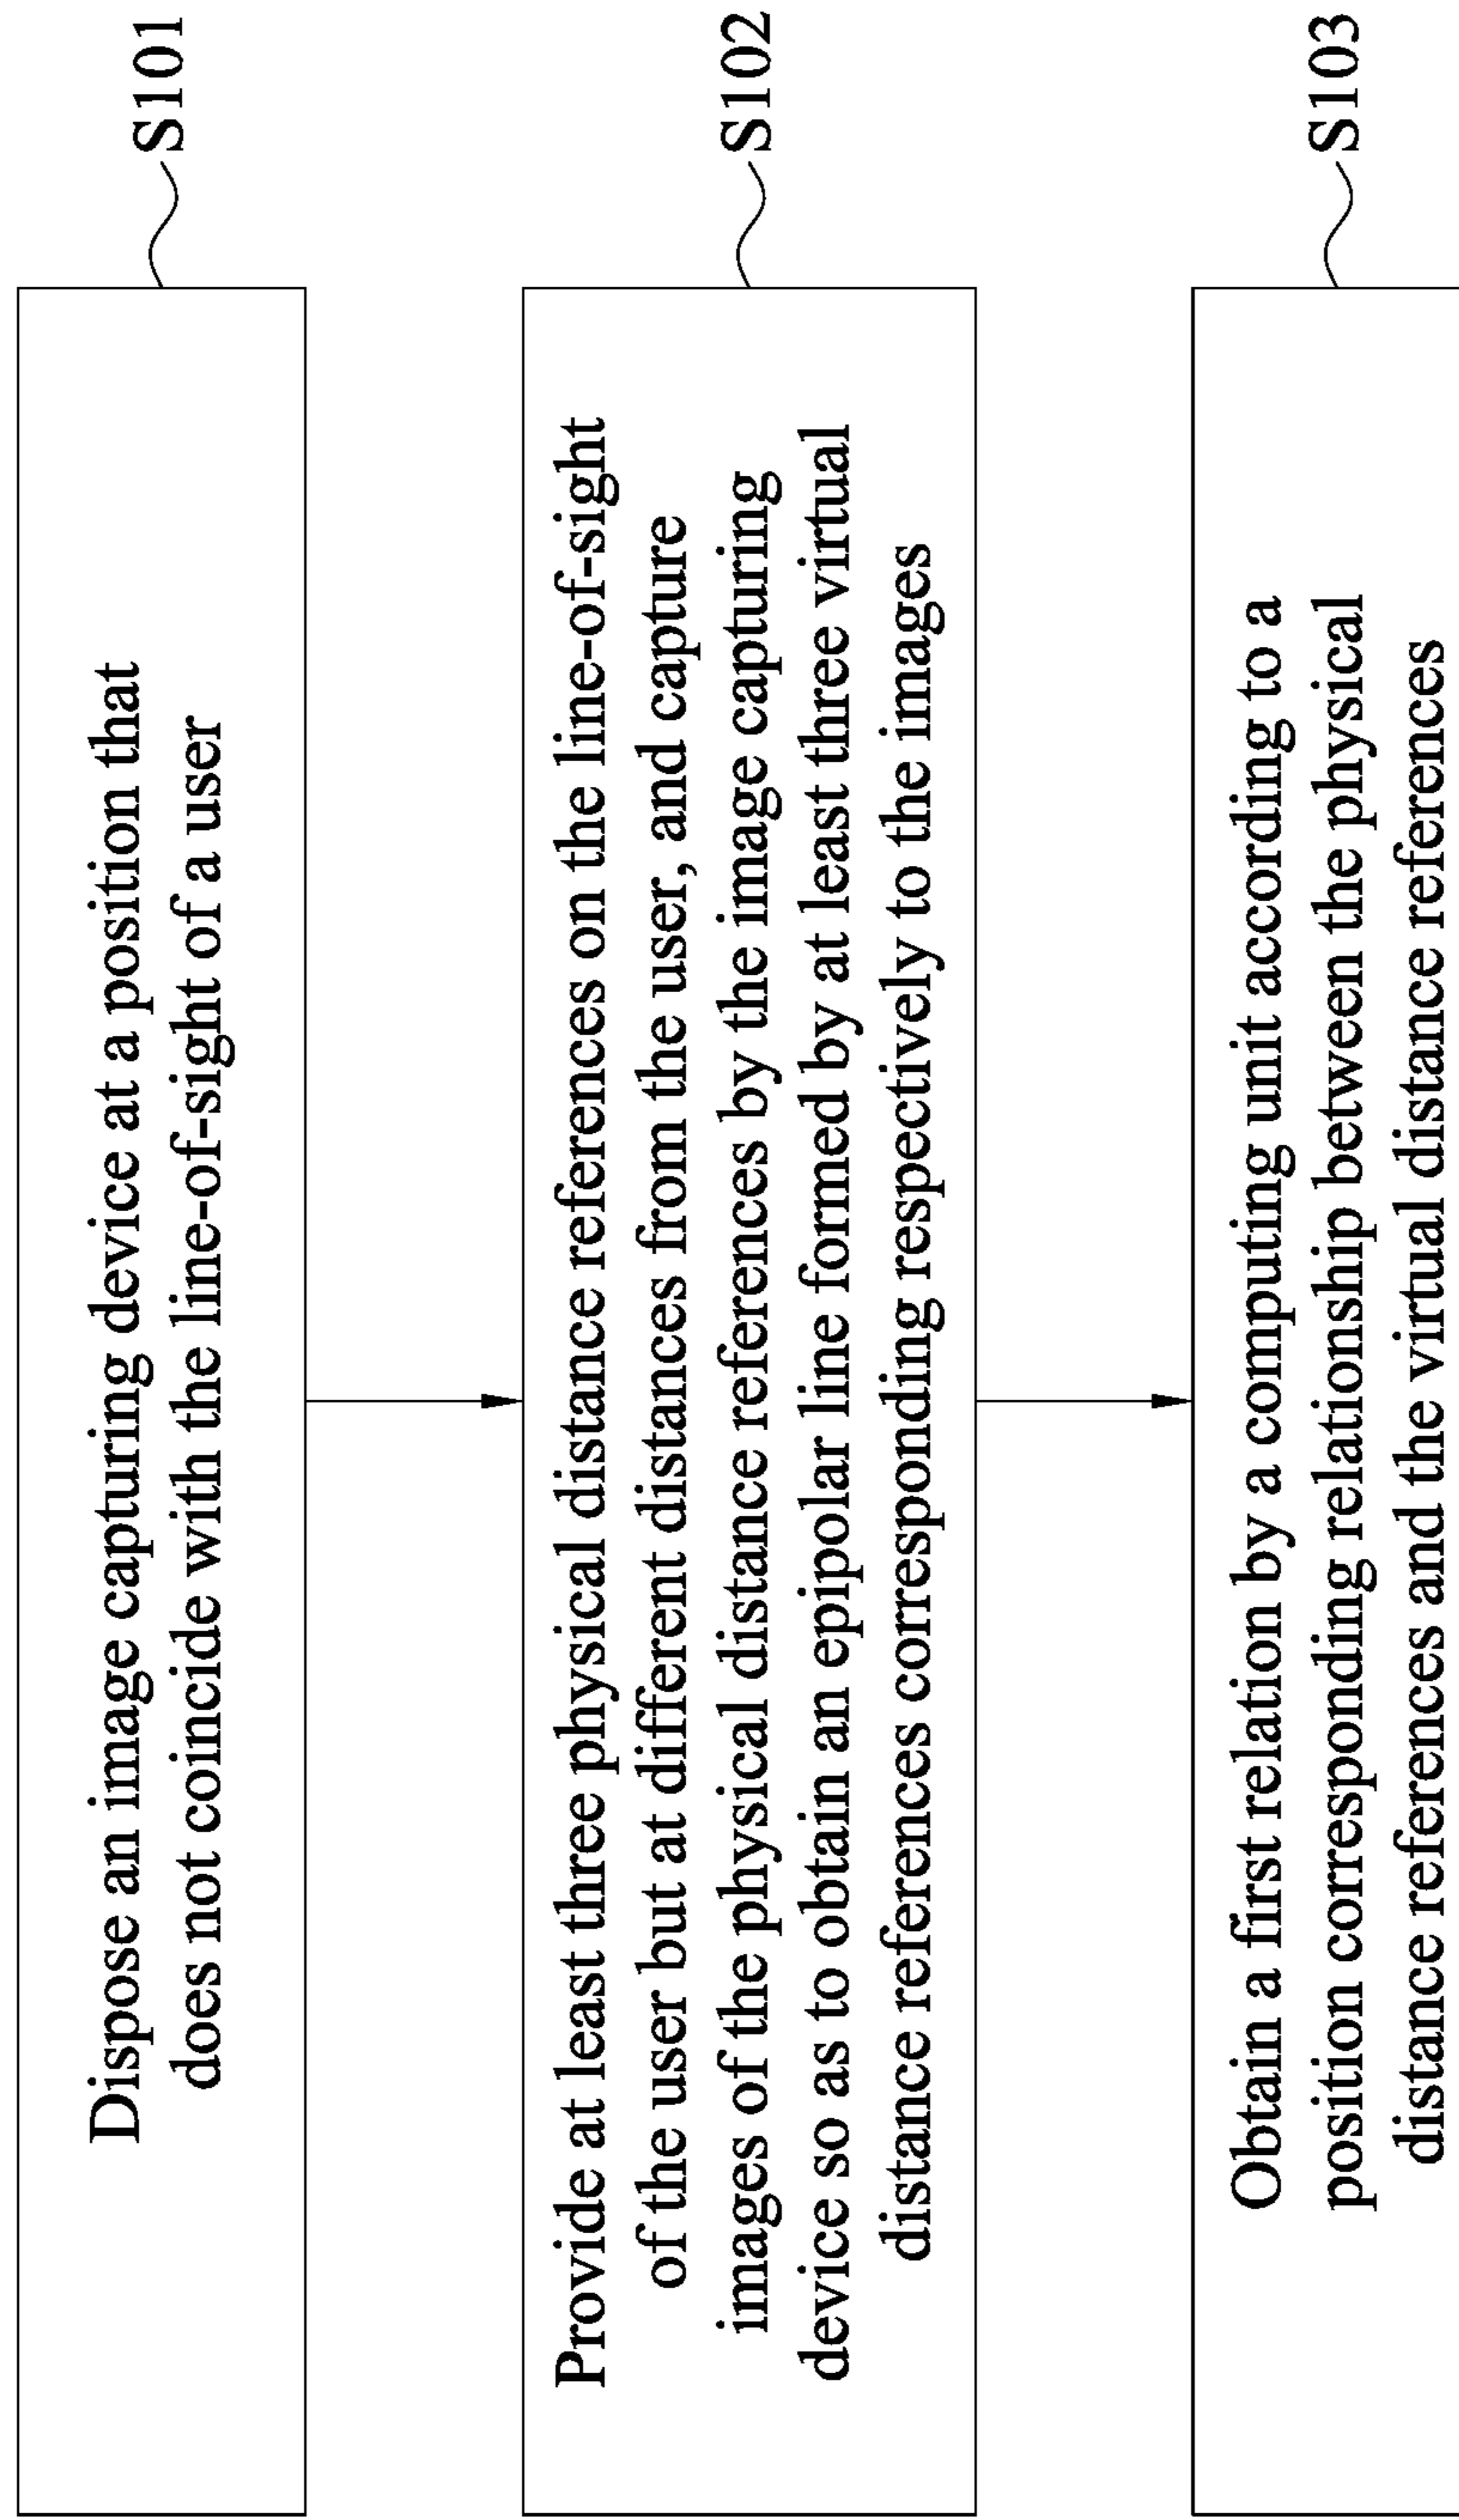 Dispose an image capturing device at a position that
does not coincide with the line-of-sight of a user
S101
Provide at least three physical distance references on the line-of-sight
of the user but at different distances from the user, and capture
images of the physical distance references by the image capturing
device so as to obtain an epipolar line formed by at least three virtual
distance references corresponding respectively to the images
S102
Obtain a first relation by a computing unit according to a
position corresponding relationship between the physical
distance references and the virtual distance references
S103